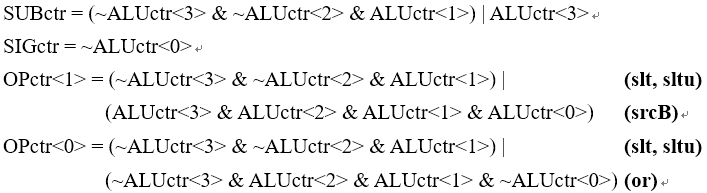 SUBctr = (~ALUctr<3> & ~ALUctr<2> & ALUctr<1>) | ALUctr<3>
SIGctr = ~ALUctr<0>
OPctr<1> = (~ALUctr<3> & ~ALUctr<2> & ALUctr<1>) | (slt, sltu)
(ALUctr<3> & ALUctr<2> & ALUctr<1> & ALUctr<0>) (srcB)
OPctr<0> = (~ALUctr<3> & ~ALUctr<2> & ALUctr<1>) | (slt, sltu)
(~ALUctr<3> & ALUctr<2> & ALUctr<1> & ~ALUctr<0>) (or)